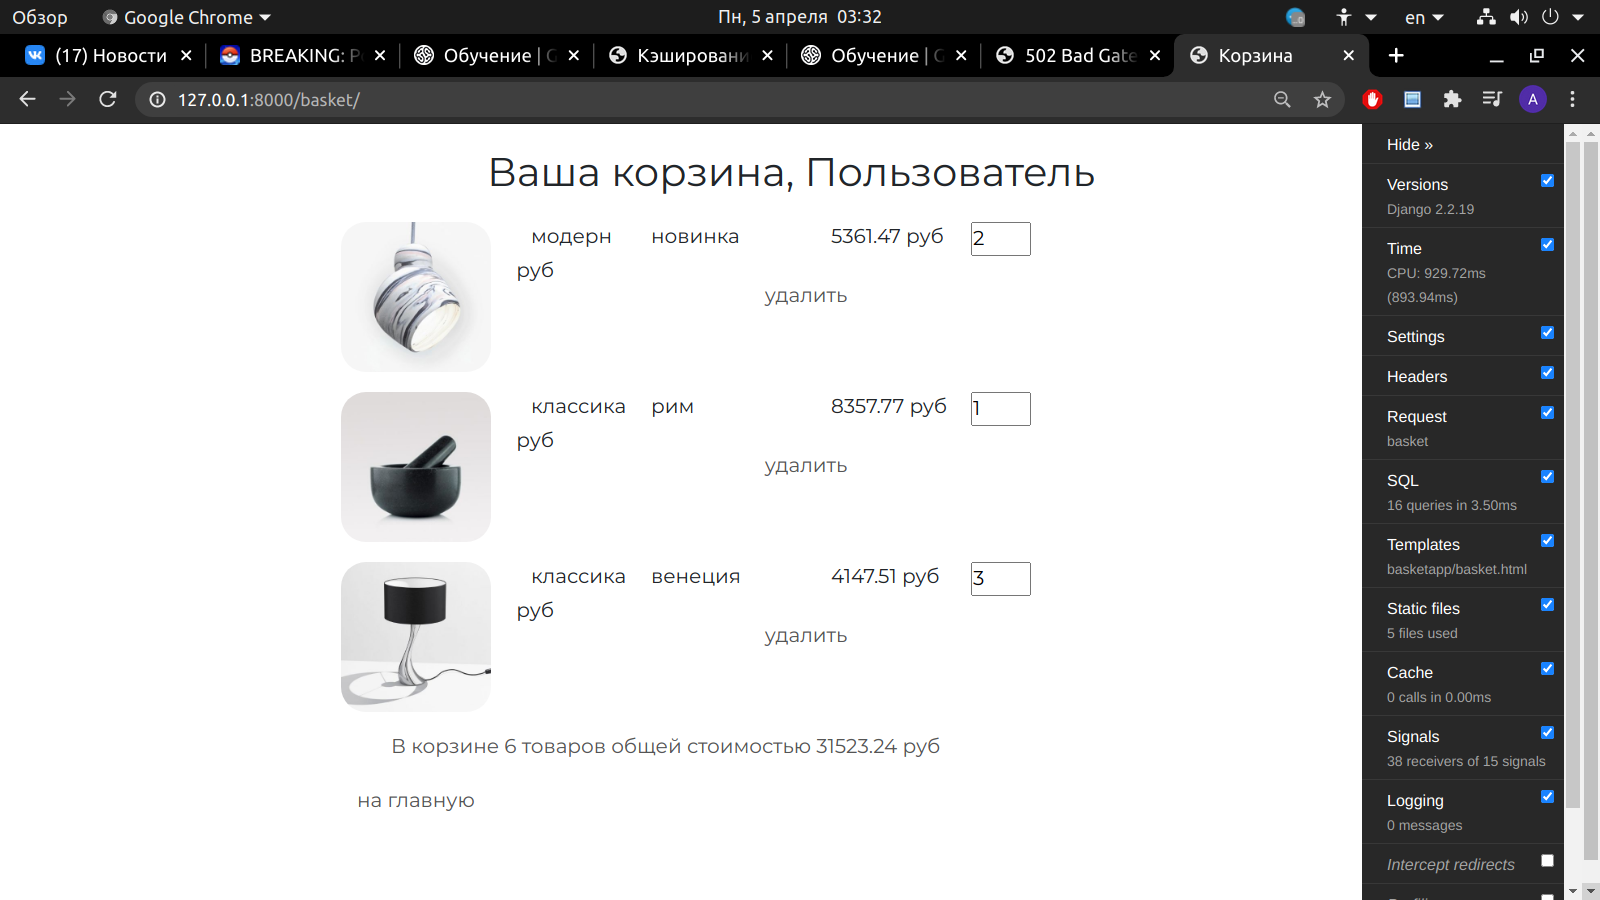 Обзор
Google Chrome
Пн, 5 апреля 03:32
en
(17) Новости
BREAKING: P
Обучение | G
Кэшировани
Обучение | G
502 Bad Gate
Корзина
127.0.0.1:8000/basket/
A
Ваша корзина, Пользователь
модерн новинка 5361.47 руб 2
руб
удалить
классика рим 8357.77 руб 1
руб
удалить
классика венеция 4147.51 руб 3
руб
удалить
В корзине 6 товаров общей стоимостью 31523.24 руб
на главную
Hide »
Versions
Django 2.2.19
Time
CPU: 929.72ms
(893.94ms)
Settings
Headers
Request
basket
SQL
16 queries in 3.50ms
Templates
basketapp/basket.html
Static files
5 files used
Cache
0 calls in 0.00ms
Signals
38 receivers of 15 signals
Logging
0 messages
Intercept redirects